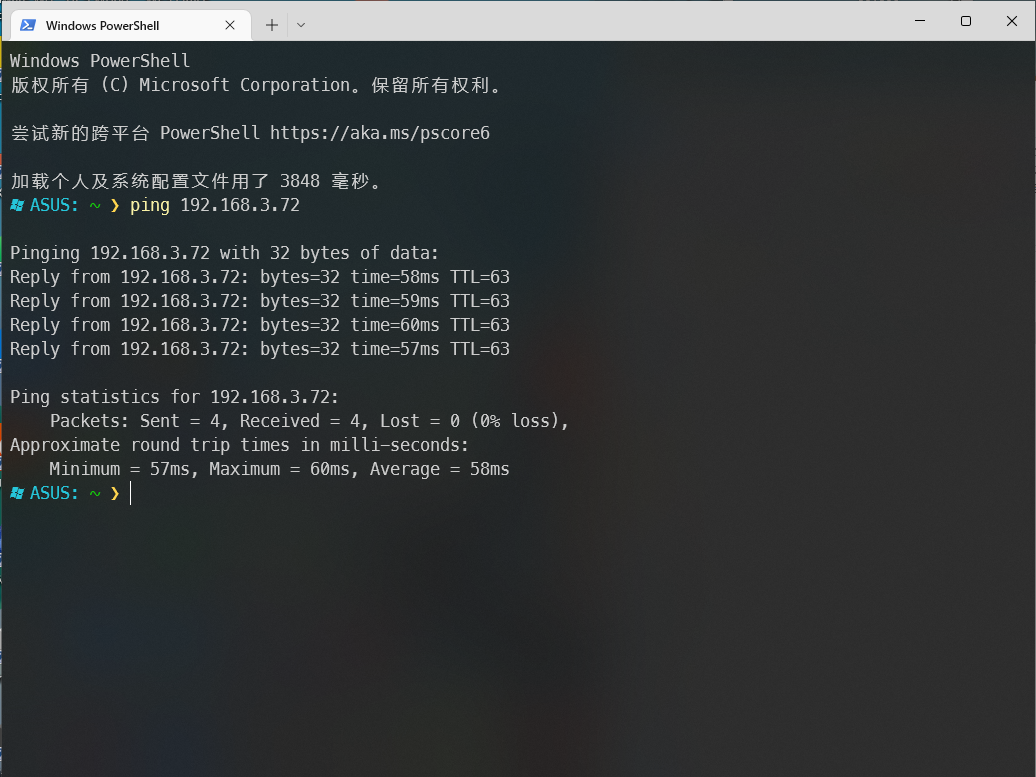 Windows PowerShell
Windows PowerShell
版权所有 (C) Microsoft Corporation。保留所有权利。
尝试新的跨平台 PowerShell https://aka.ms/pscore6
加载个人及系统配置文件用了 3848 毫秒。
ASUS: ~ ❯ ping 192.168.3.72
Pinging 192.168.3.72 with 32 bytes of data:
Reply from 192.168.3.72: bytes=32 time=58ms TTL=63
Reply from 192.168.3.72: bytes=32 time=59ms TTL=63
Reply from 192.168.3.72: bytes=32 time=60ms TTL=63
Reply from 192.168.3.72: bytes=32 time=57ms TTL=63
Ping statistics for 192.168.3.72:
    Packets: Sent = 4, Received = 4, Lost = 0 (0% loss),
Approximate round trip times in milli-seconds:
    Minimum = 57ms, Maximum = 60ms, Average = 58ms
ASUS: ~ ❯